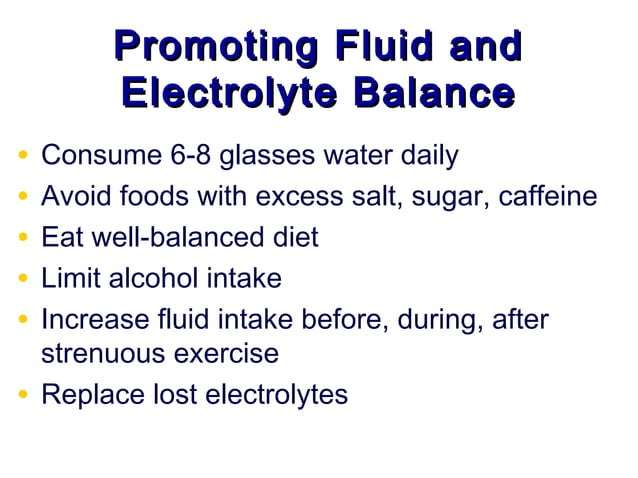 Promoting Fluid and
Electrolyte Balance
• Consume 6-8 glasses water daily
• Avoid foods with excess salt, sugar, caffeine
• Eat well-balanced diet
• Limit alcohol intake
• Increase fluid intake before, during, after
strenuous exercise
• Replace lost electrolytes